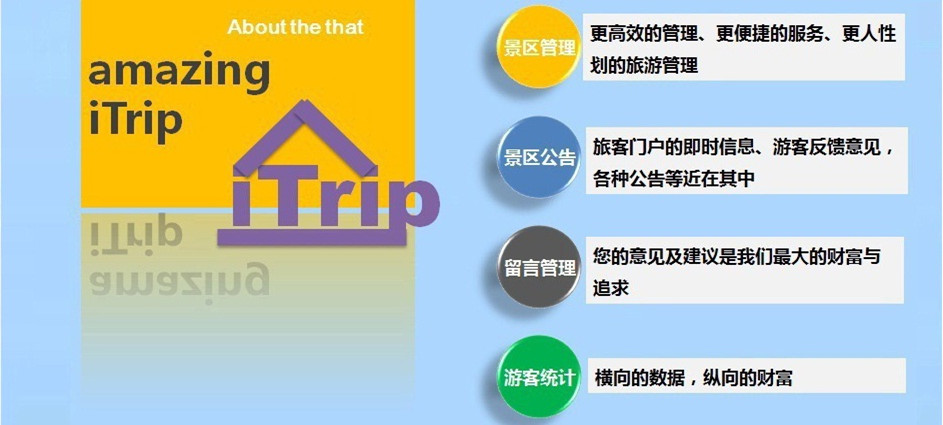 About the that
amazing
iTrip
iTrip
iTrip
amazing
景区管理
更高效的管理、更便捷的服务、更人性
划的旅游管理
景区公告
旅客门户的即时信息、游客反馈意见，
各种公告等近在其中
留言管理
您的意见及建议是我们最大的财富与
追求
游客统计
横向的数据，纵向的财富